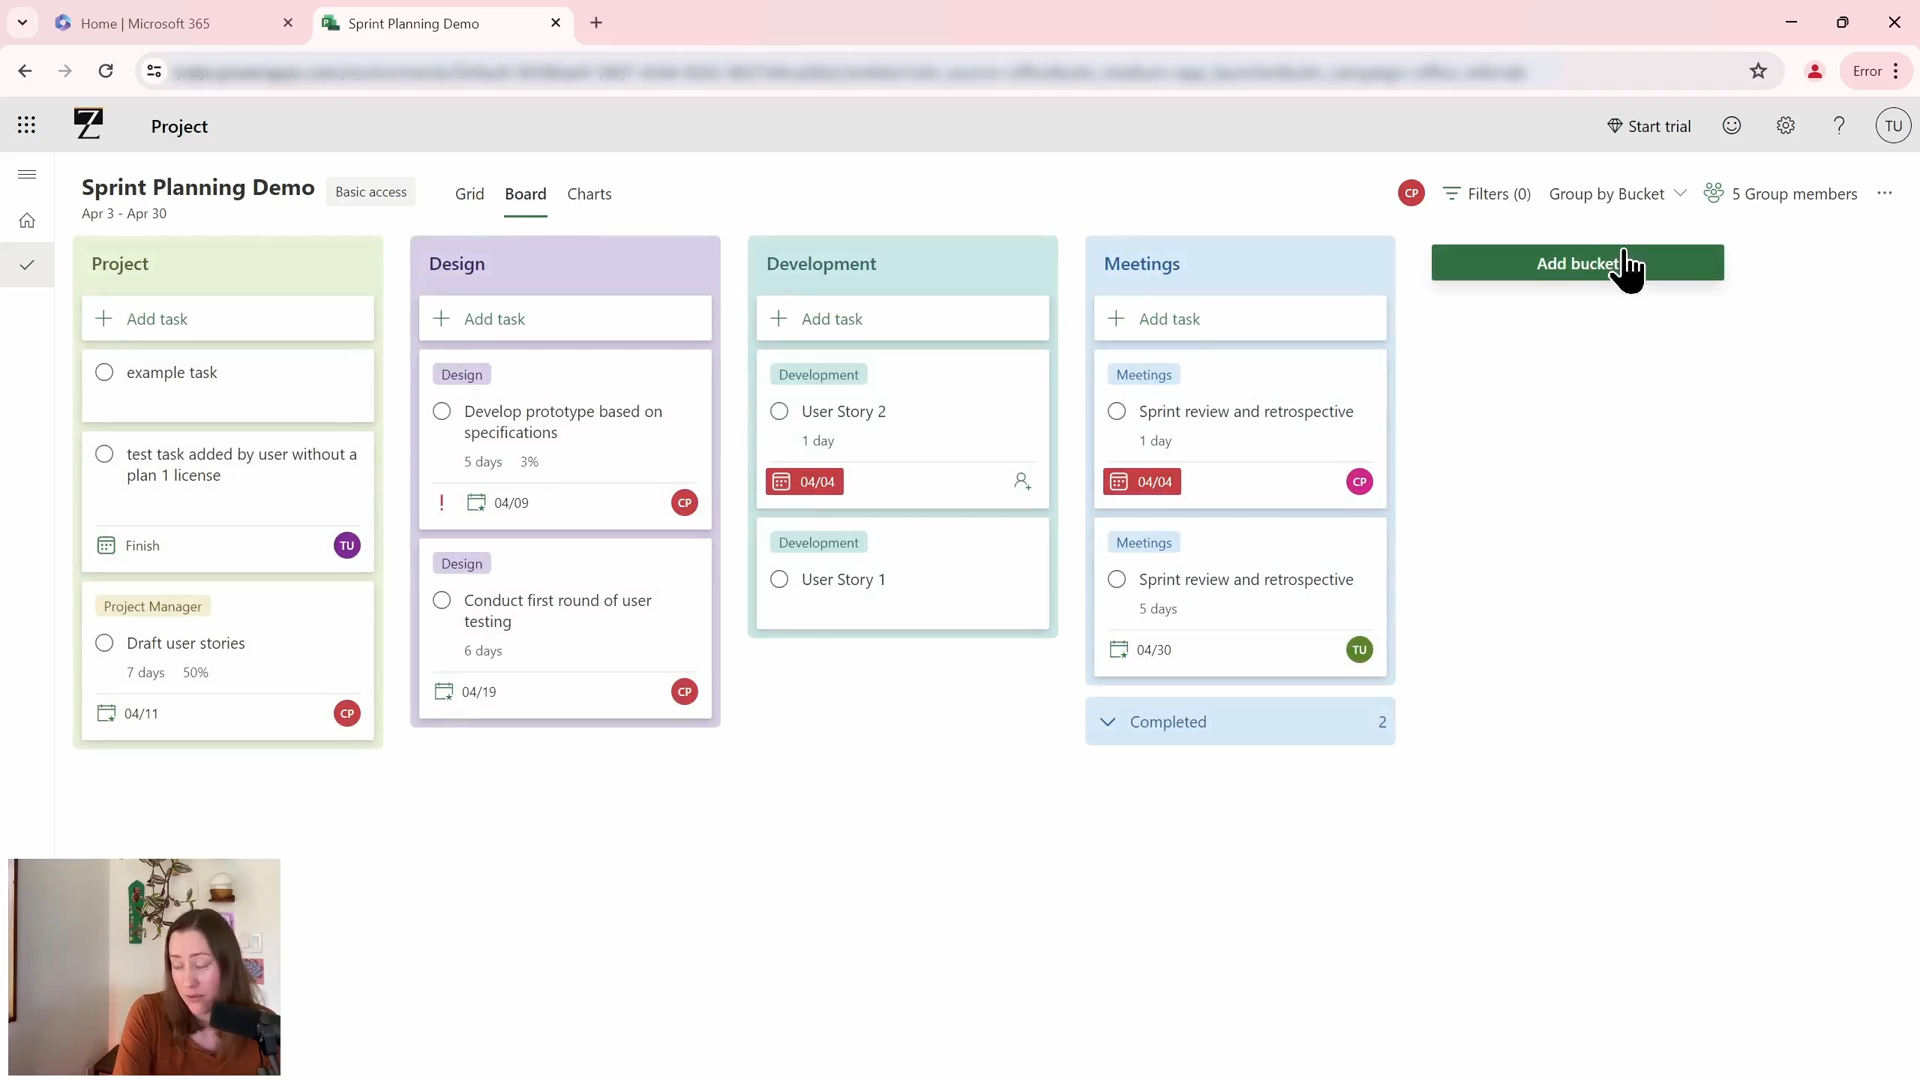 Home | Microsoft 365
Sprint Planning Demo
Error
Z
Project
Start trial
?
TU
Sprint Planning Demo
Basic access
Apr 3 - Apr 30
Grid
Board
Charts
CP
Filters (0)
Group by Bucket
5 Group members
Project
Add task
example task
test task added by user without a
plan 1 license
Finish
TU
Project Manager
Draft user stories
7 days 50%
04/11
CP
Design
Add task
Design
Develop prototype based on
specifications
5 days 3%
! 04/09
CP
Design
Conduct first round of user
testing
6 days
04/19
CP
Development
Add task
Development
User Story 2
1 day
04/04
Development
User Story 1
Meetings
Add task
Meetings
Sprint review and retrospective
1 day
04/04
CP
Meetings
Sprint review and retrospective
5 days
04/30
TU
Completed 2
Add bucket